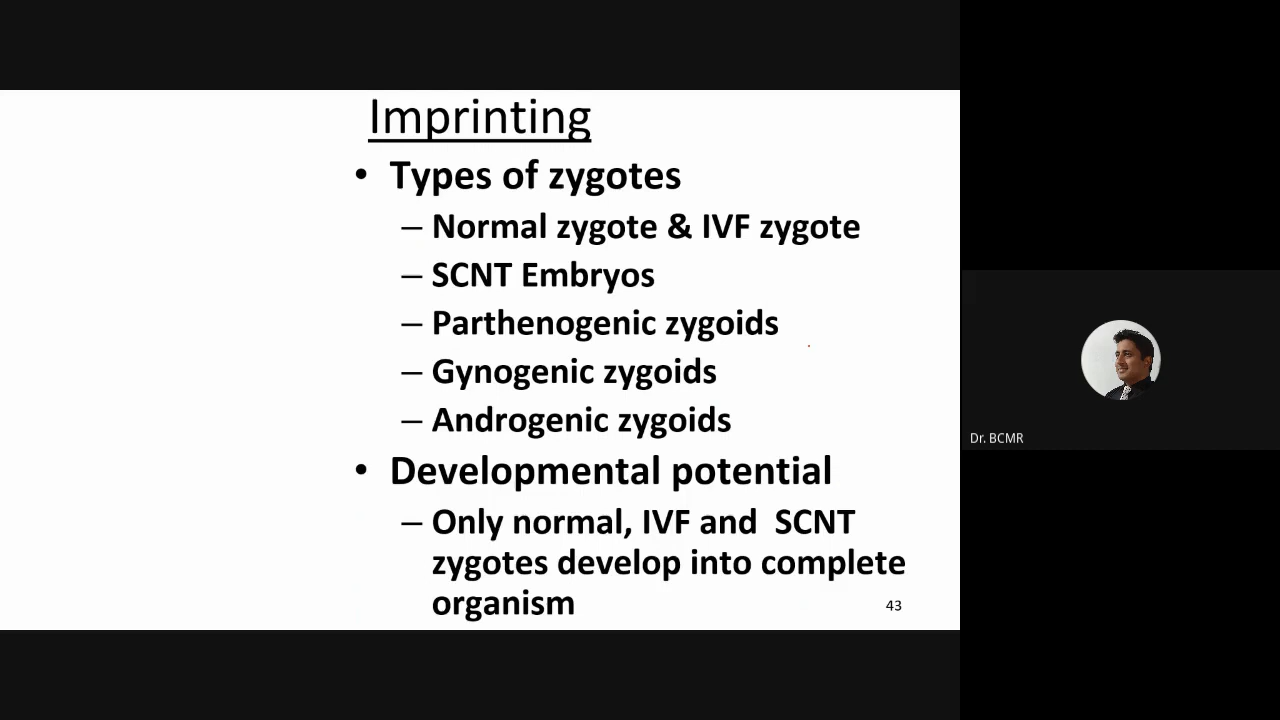 Imprinting
• Types of zygotes
– Normal zygote & IVF zygote
– SCNT Embryos
– Parthenogenic zygoids
– Gynogenic zygoids
– Androgenic zygoids
• Developmental potential
– Only normal, IVF and SCNT
zygotes develop into complete
organism
43
Dr. BCMR